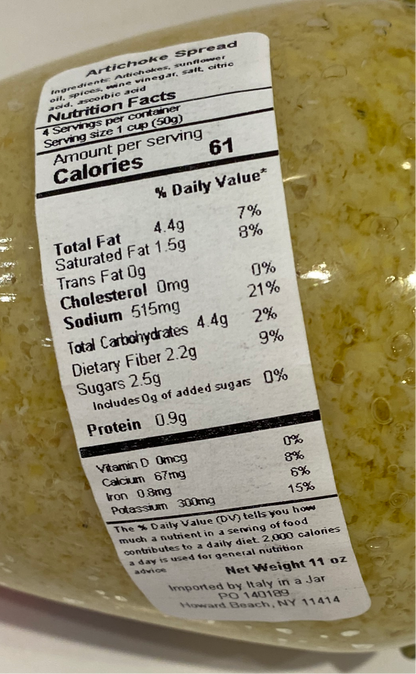 Artichoke Spread
Ingredients: Artichokes, sunflower
oil, spices, wine vinegar, salt, citric
acid, ascorbic acid
Nutrition Facts
4 Servings per container
Serving size 1 cup (50g)
Amount per serving
Calories 61
% Daily Value*
Total Fat 4.4g 7%
Saturated Fat 1.5g 8%
Trans Fat 0g
Cholesterol 0mg 0%
Sodium 515mg 21%
Total Carbohydrates 4.4g 2%
Dietary Fiber 2.2g 9%
Sugars 2.5g
Includes 0g of added sugars 0%
Protein 0.9g
Vitamin D 0mcg 0%
Calcium 67mg 8%
Iron 0.8mg 6%
Potassium 300mg 15%
The % Daily Value (DV) tells you how
much a nutrient in a serving of food
contributes to a daily diet. 2,000 calories
a day is used for general nutrition
advice
Net Weight 11 oz
Imported by Italy in a Jar
PO 140189
Howard Beach, NY 11414